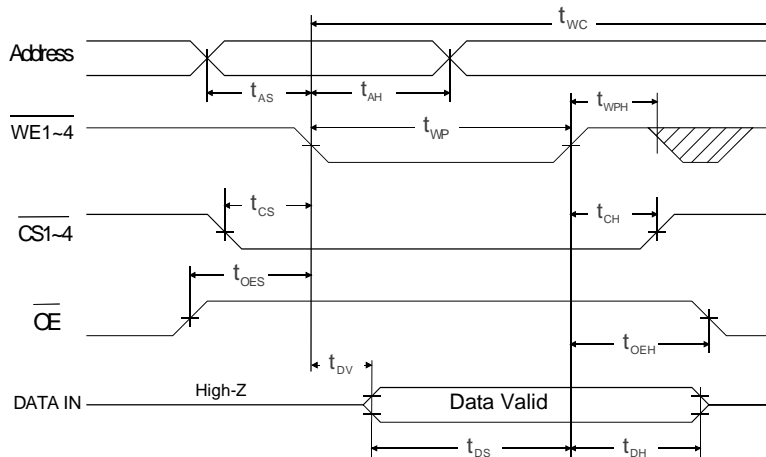 tWC
Address
tAS
tAH
tWPH
WE1~4
tWP
tCS
tCH
CS1~4
tOES
OE
tOEH
tDV
High-Z
DATA IN
Data Valid
tDS
tDH